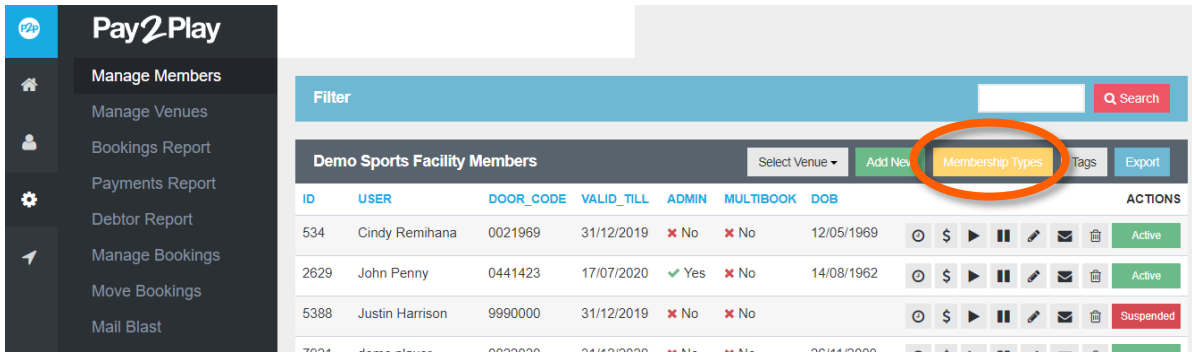 P2P
Pay2Play
Manage Members
Manage Venues
Bookings Report
Payments Report
Debtor Report
Manage Bookings
Move Bookings
Mail Blast
Filter
Search
Demo Sports Facility Members
Select Venue
Add New
Membership Types
Tags
Export
ID USER DOOR_CODE VALID_TILL ADMIN MULTIBOOK DOB ACTIONS
534 Cindy Remihana 0021969 31/12/2019 No No 12/05/1969 $ Active
2629 John Penny 0441423 17/07/2020 Yes No 14/08/1962 $ Active
5388 Justin Harrison 9990000 31/12/2019 No No $ Suspended